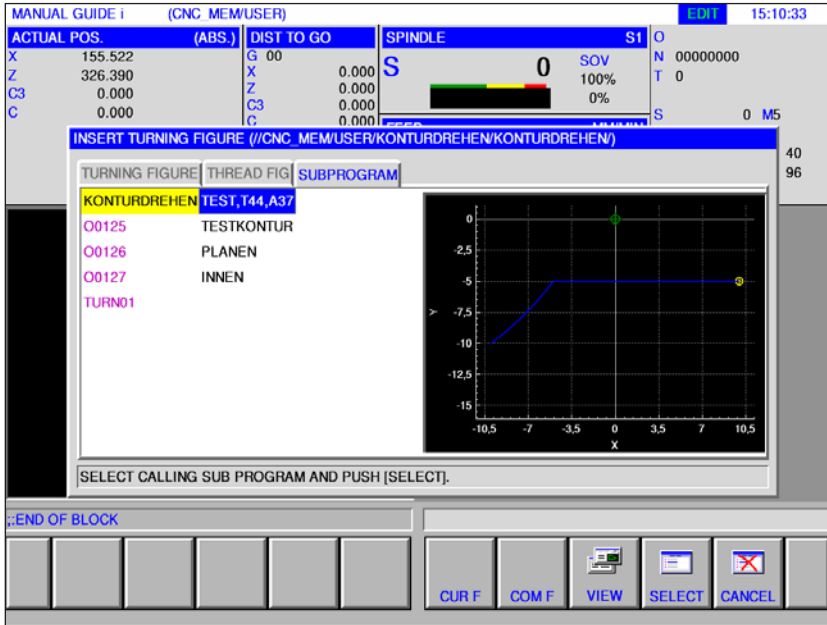 MANUAL GUIDE i (CNC_MEM/USER) EDIT 15:10:33
ACTUAL POS. (ABS.) DIST TO GO SPINDLE S1 O
X 155.522 G 00 N 00000000
Z 326.390 X 0.000 S 0 SOV T 0
C3 0.000 Z 0.000 100%
C 0.000 C3 0.000 0%
C 0.000 S 0 M5
INSERT TURNING FIGURE (//CNC_MEM/USER/KONTURDREHEN/KONTURDREHEN/)
40
96
TURNING FIGURE THREAD FIG SUBPROGRAM
KONTURDREHEN TEST,T44,A37
O0125 TESTKONTUR
O0126 PLANEN
O0127 INNEN
TURN01
0
-2,5
-5
-7,5
-10
-12,5
-15
Y
-10,5 -7 -3,5 0 3,5 7 10,5
X
SELECT CALLING SUB PROGRAM AND PUSH [SELECT].
;:END OF BLOCK
CUR F COM F VIEW SELECT CANCEL